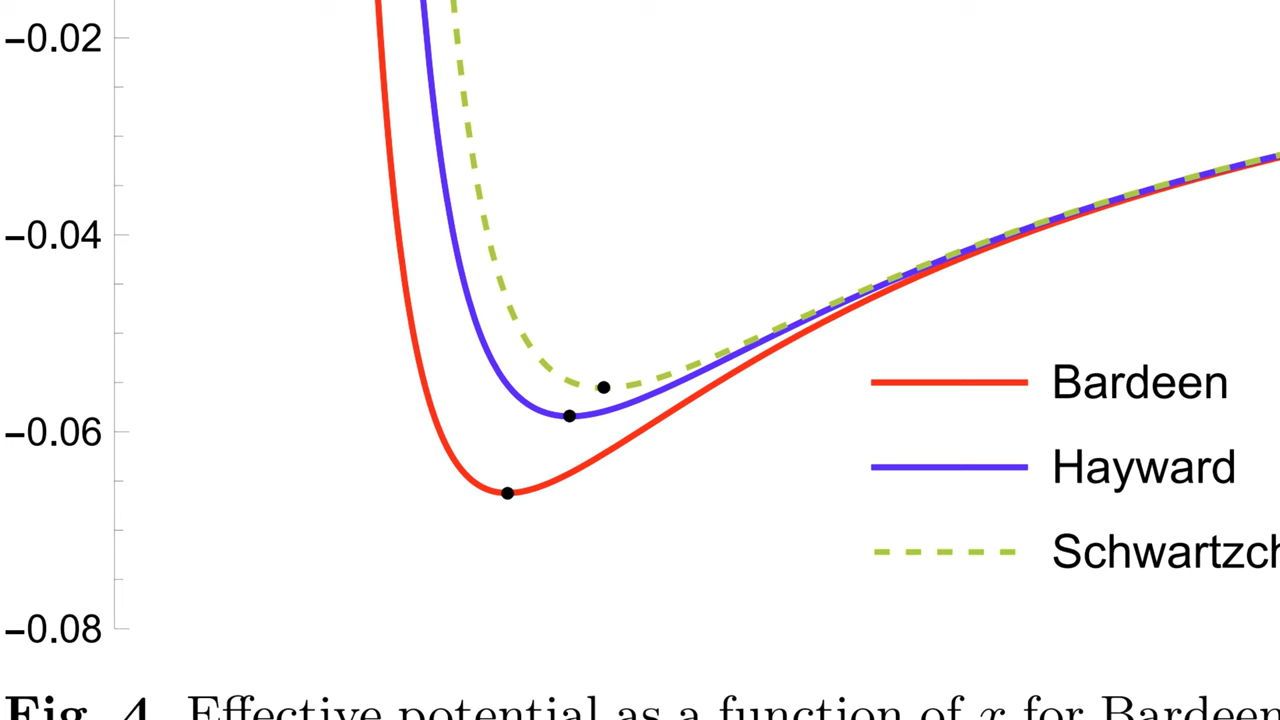 −0.02
−0.04
−0.06
−0.08
Bardeen
Hayward
Schwartzch
Fig. 4 Effective potential as a function of x for Bardeen